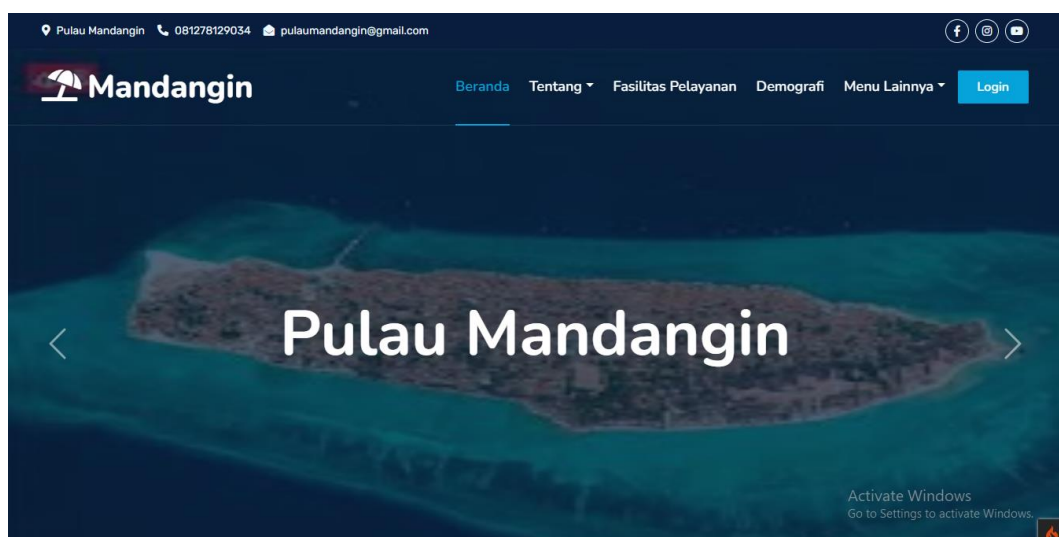 Pulau Mandangin 081278129034 pulaumandangin@gmail.com
Mandangin
Beranda Tentang Fasilitas Pelayanan Demografi Menu Lainnya Login
Pulau Mandangin
Activate Windows
Go to Settings to activate Windows.